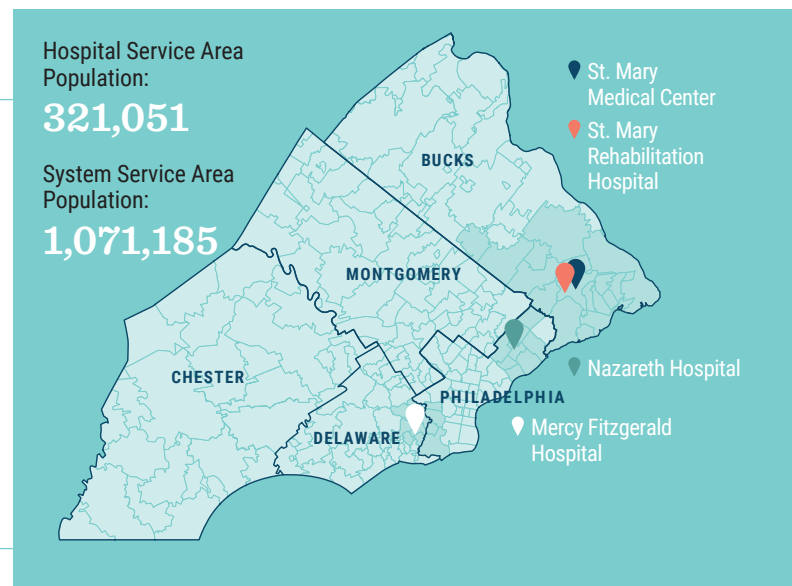 Hospital Service Area
Population:
321,051
System Service Area
Population:
1,071,185
St. Mary
Medical Center
St. Mary
Rehabilitation
Hospital
BUCKS
MONTGOMERY
CHESTER
Nazareth Hospital
PHILADELPHIA
DELAWARE
Mercy Fitzgerald
Hospital